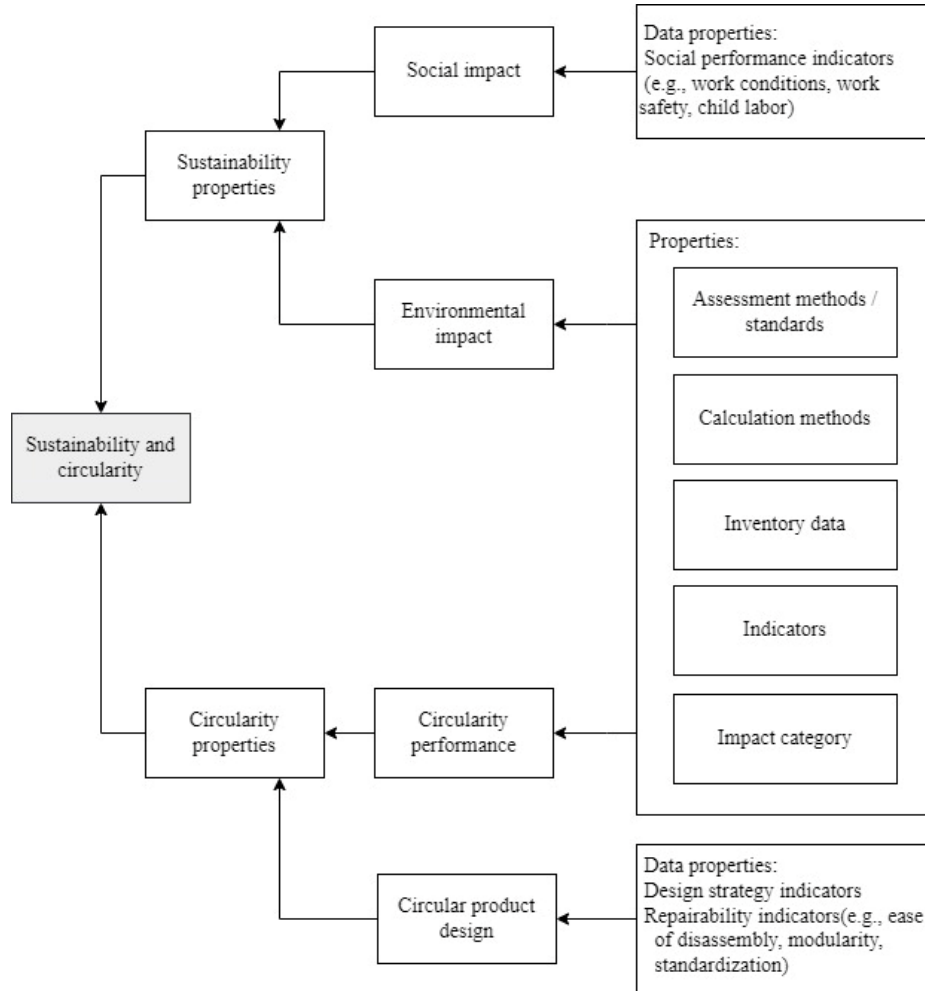 Social impact
Data properties:
Social performance indicators
(e.g., work conditions, work
safety, child labor)
Sustainability
properties
Properties:
Environmental
impact
Assessment methods /
standards
Calculation methods
Sustainability and
circularity
Inventory data
Indicators
Circularity
properties
Circularity
performance
Impact category
Circular product
design
Data properties:
Design strategy indicators
Repairability indicators(e.g., ease
of disassembly, modularity,
standardization)